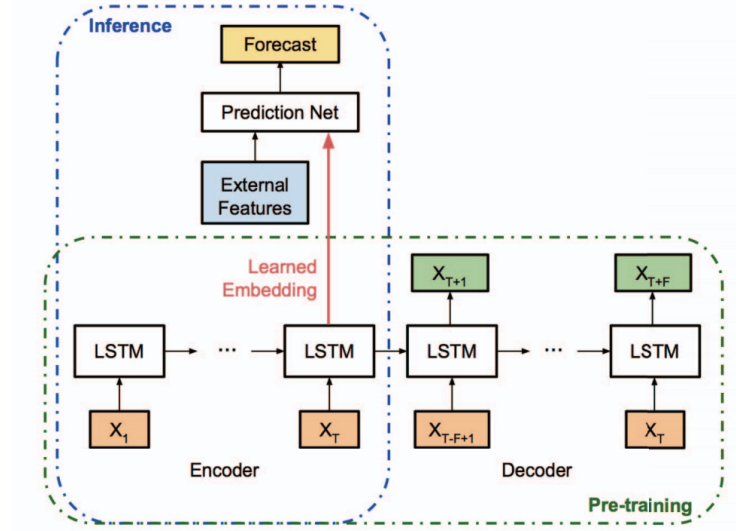 Inference
Forecast
Prediction Net
External
Features
Learned
Embedding
X_{T+1}
X_{T+F}
LSTM
...
LSTM
LSTM
...
LSTM
X_1
X_T
X_{T-F+1}
X_T
Encoder
Decoder
Pre-training